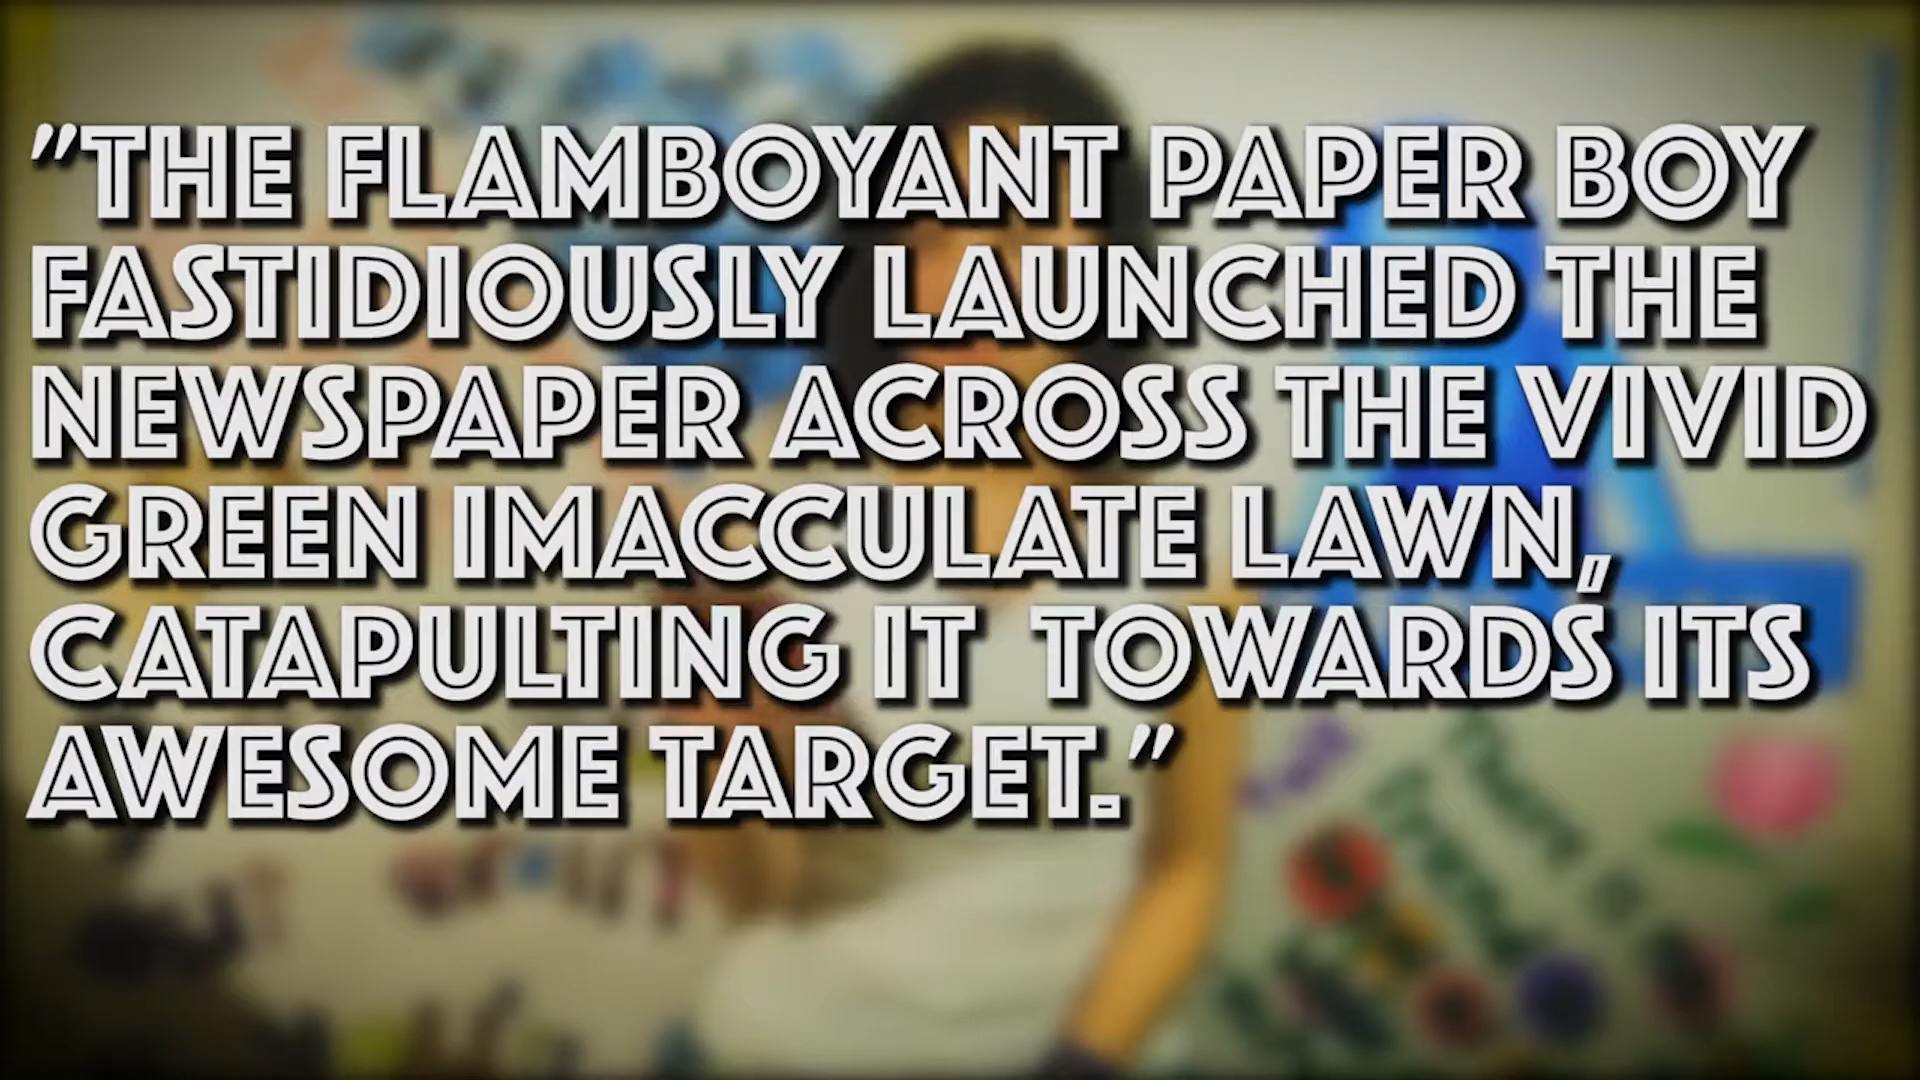 "THE FLAMBOYANT PAPER BOY
FASTIDIOUSLY LAUNCHED THE
NEWSPAPER ACROSS THE VIVID
GREEN IMACCULATE LAWN,
CATAPULTING IT  TOWARDS ITS
AWESOME TARGET."